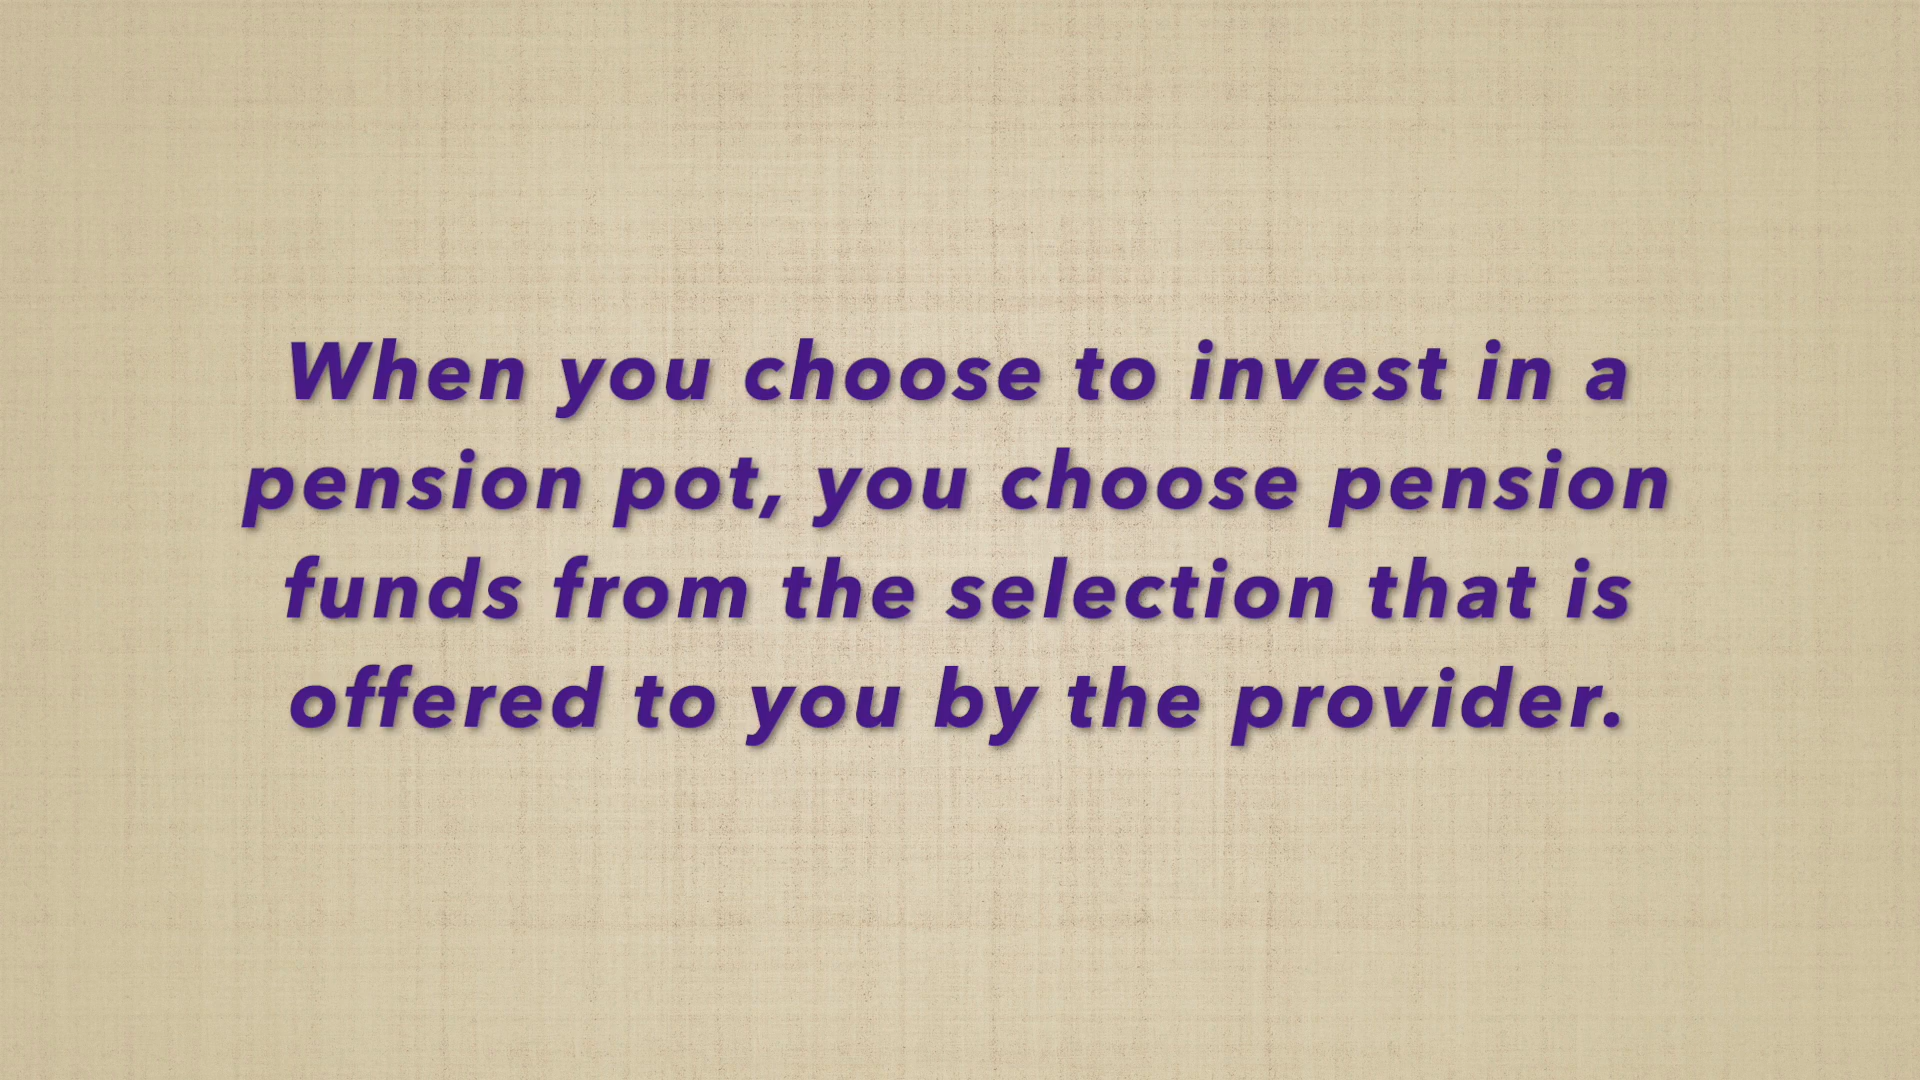 When you choose to invest in a
pension pot, you choose pension
funds from the selection that is
offered to you by the provider.